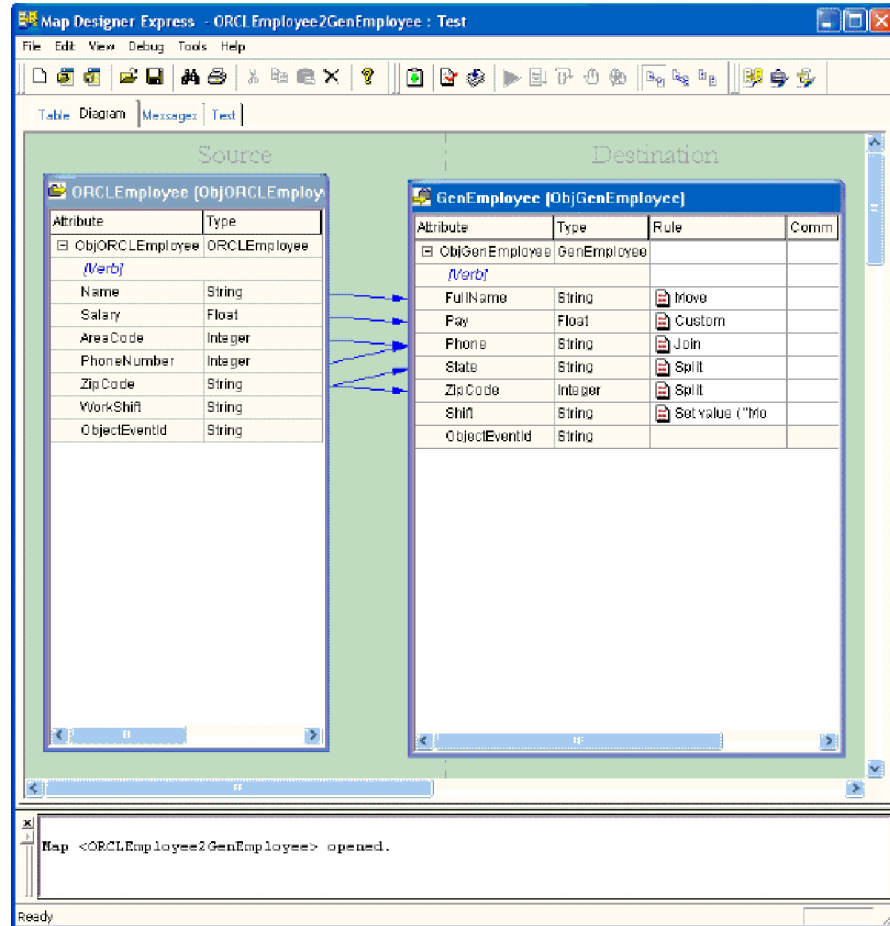 Map Designer Express - ORCLEmployee2GenEmployee : Test
File Edit View Debug Tools Help
Table Diagram Messages Test
Source Destination
ORCLEmployee (ObjORCLEmploy
Attribute Type
ObjORCLEmployee ORCLEmployee
[Verb]
Name String
Salary Float
AreaCode Integer
PhoneNumber Integer
ZipCode String
WorkShift String
ObjectEventId String
GenEmployee (ObjGenEmployee)
Attribute Type Rule Comm
ObjGenEmployee GenEmployee
[Verb]
FullName String Move
Pay Float Custom
Phone String Join
State String Split
ZipCode Integer Split
Shift String Set value ("Mo
ObjectEventId String
Map <ORCLEmployee2GenEmployee> opened.
Ready